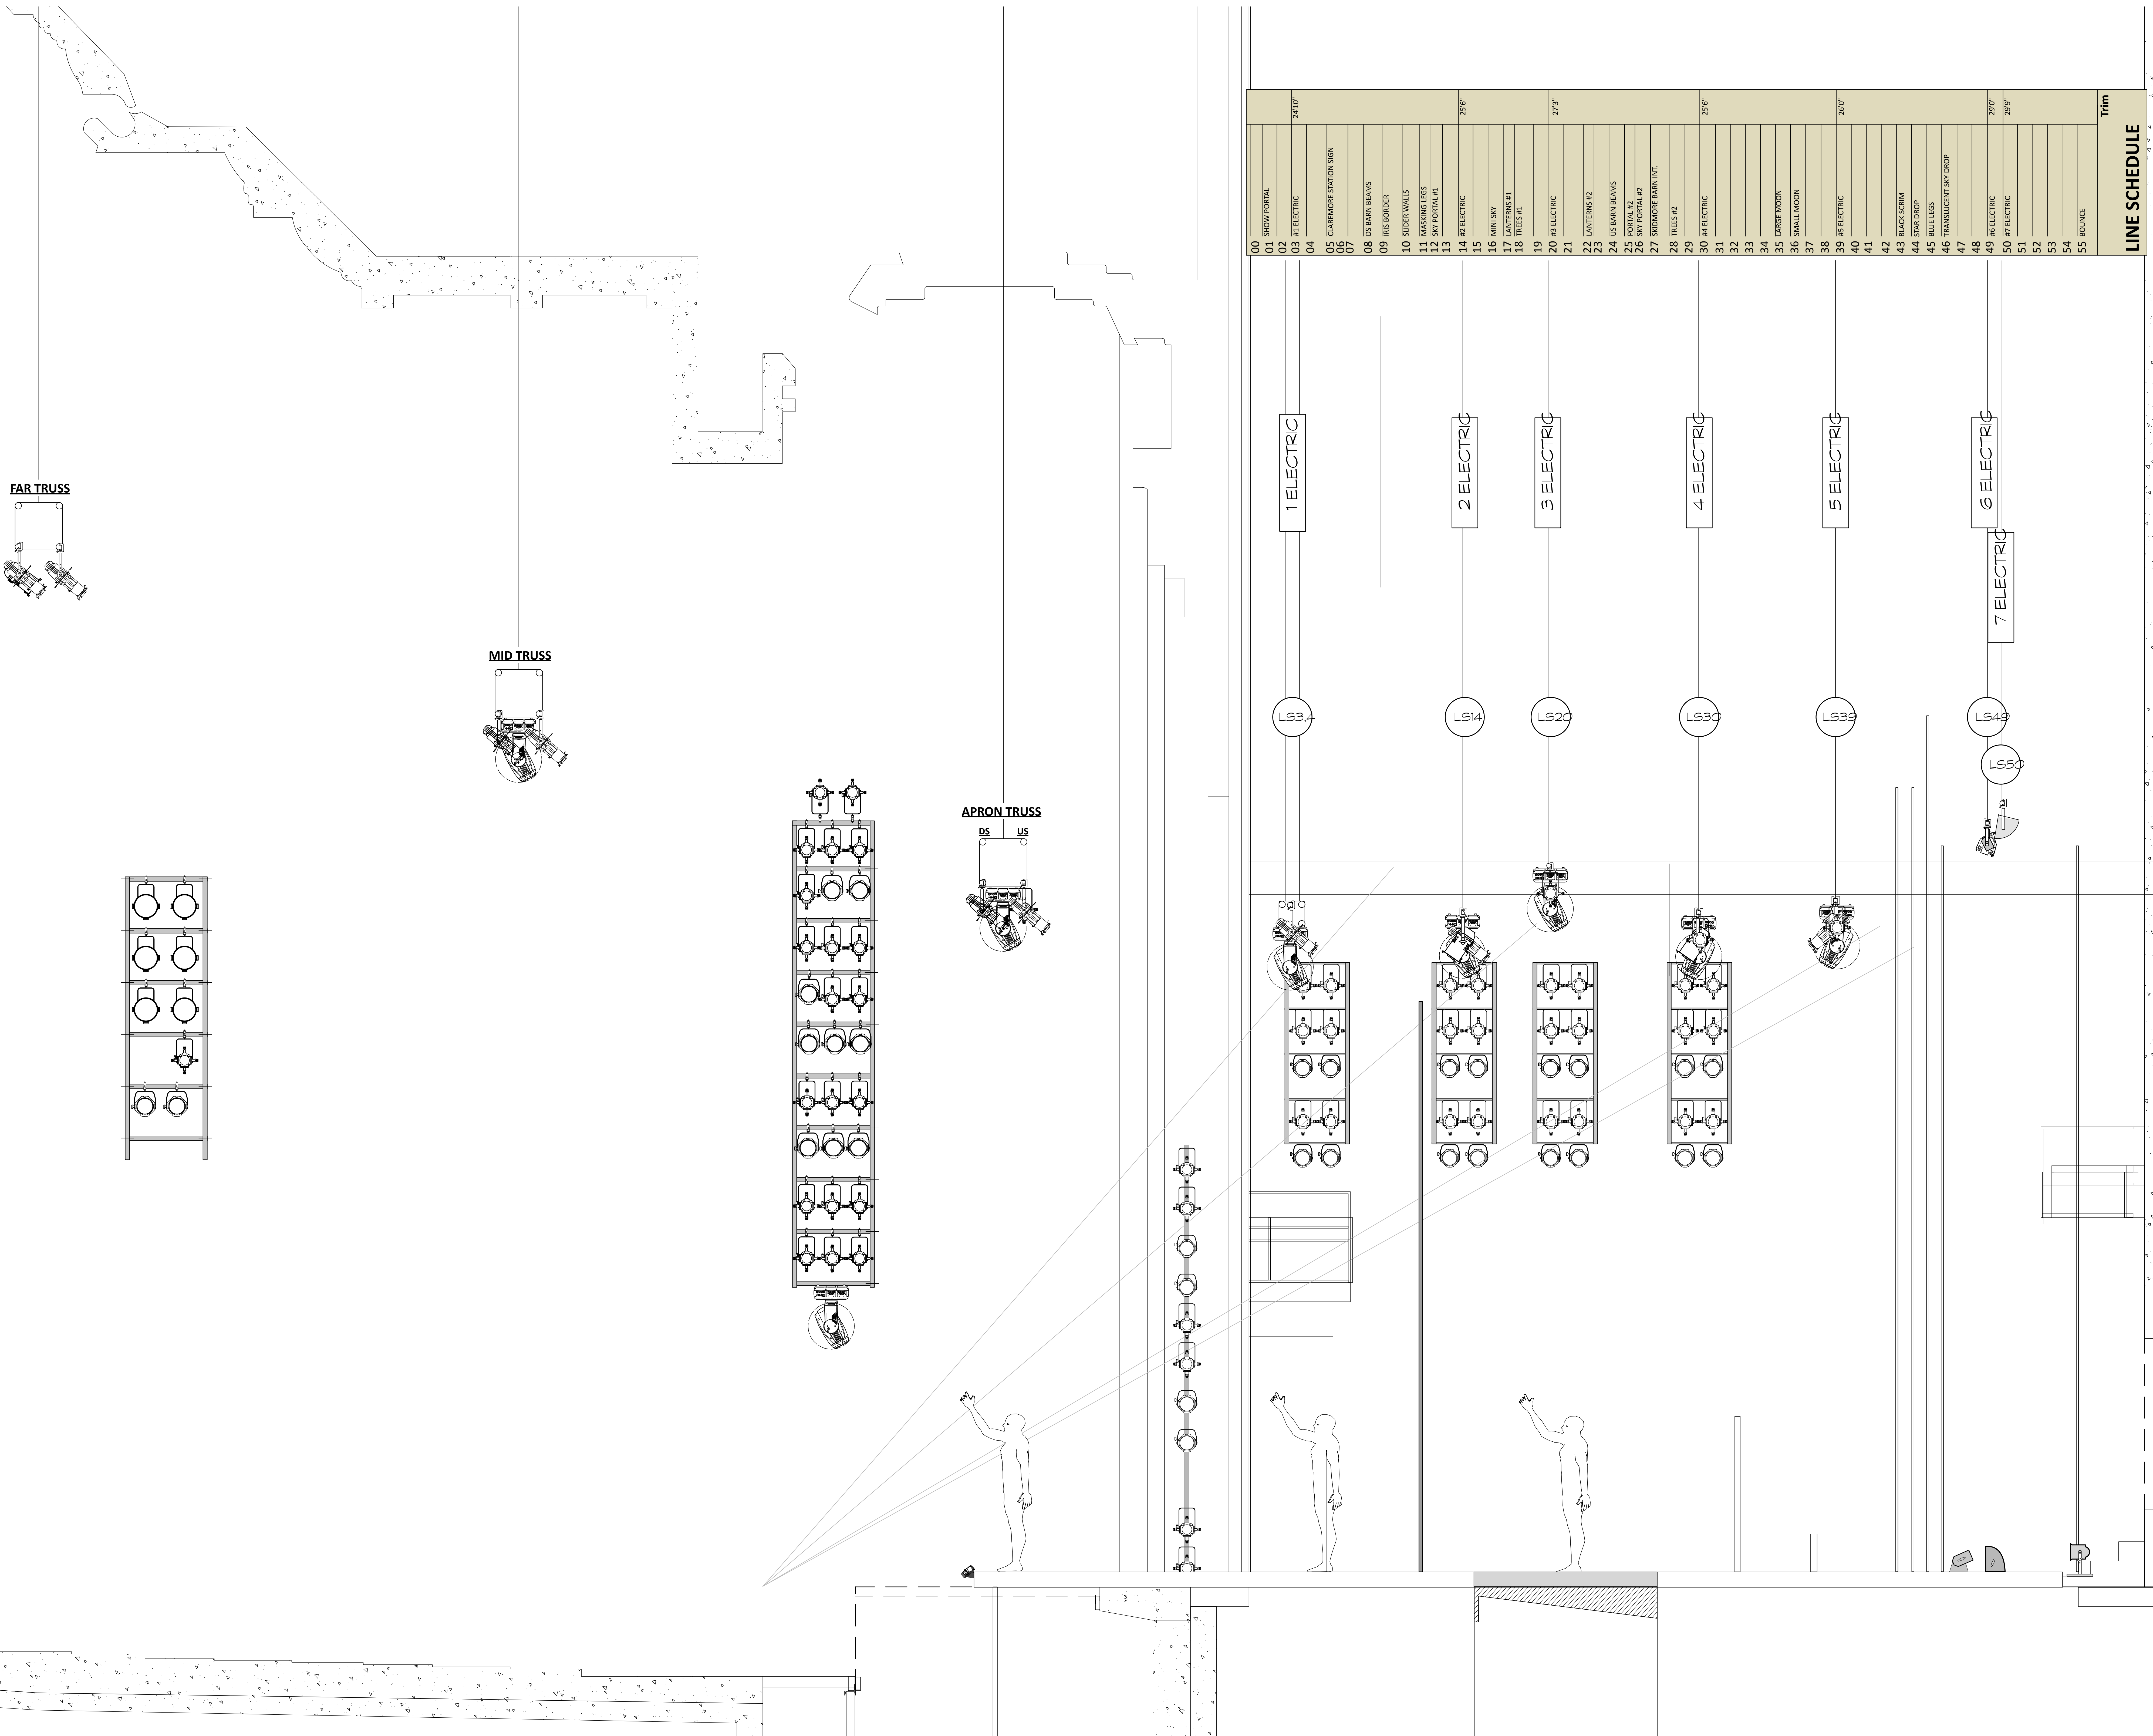 FAR TRUSS
MID TRUSS
APRON TRUSS
DS US
1 ELECTRIC
2 ELECTRIC
3 ELECTRIC
4 ELECTRIC
5 ELECTRIC
6 ELECTRIC
7 ELECTRIC
LS3,4
LS14
LS20
LS30
LS39
LS49
LS50
LINE SCHEDULE
Trim
00
01 SHOW PORTAL
02
03 #1 ELECTRIC 24'10"
04
05 CLAREMORE STATION SIGN
06
07
08 DS BARN BEAMS
09 IRIS BORDER
10 SLIDER WALLS
11 MASKING LEGS
12 SKY PORTAL #1
13
14 #2 ELECTRIC 25'6"
15
16 MINI SKY
17 LANTERNS #1
18 TREES #1
19
20 #3 ELECTRIC 27'3"
21
22 LANTERNS #2
23
24 US BARN BEAMS
25 PORTAL #2
26 SKY PORTAL #2
27 SKIDMORE BARN INT.
28 TREES #2
29
30 #4 ELECTRIC 25'6"
31
32
33
34
35 LARGE MOON
36 SMALL MOON
37
38
39 #5 ELECTRIC 26'0"
40
41
42
43 BLACK SCRIM
44 STAR DROP
45 BLUE LEGS
46 TRANSLUCENT SKY DROP
47
48
49 #6 ELECTRIC 29'0"
50 #7 ELECTRIC 29'9"
51
52
53
54
55 BOUNCE